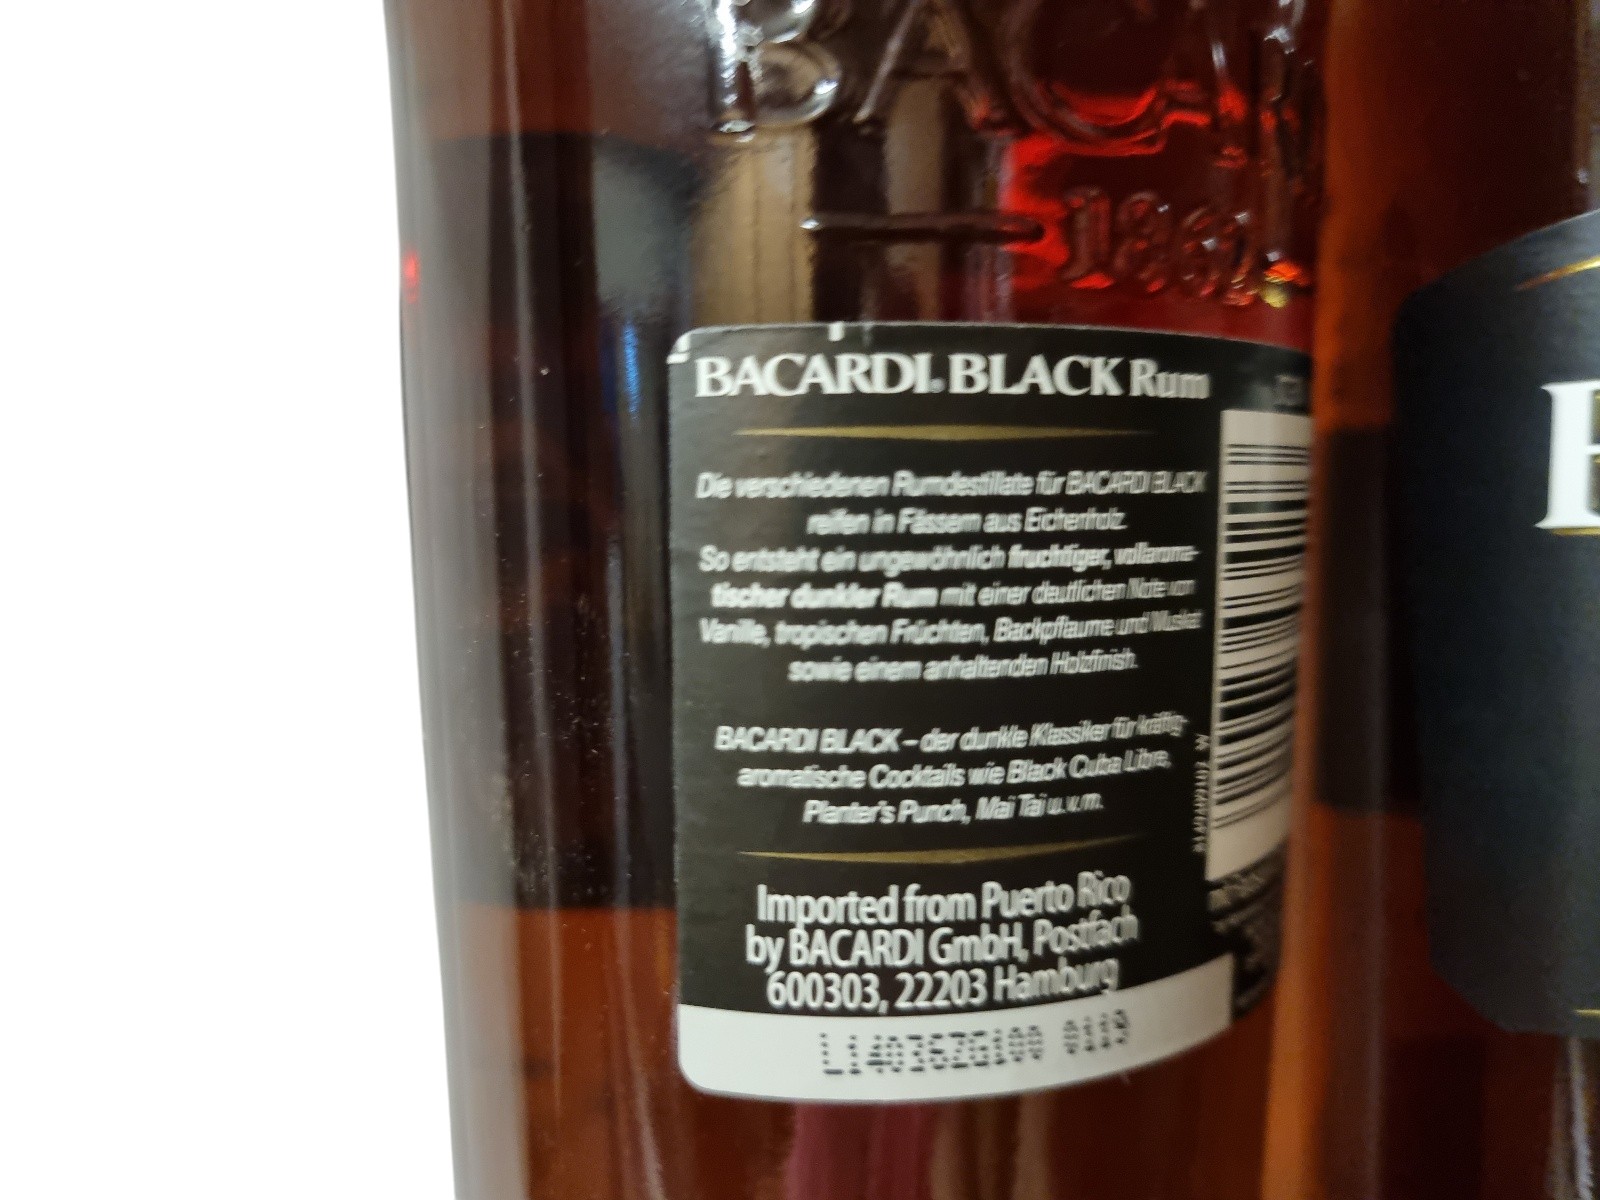 BACAR
1862
BACARDI. BLACK Rum
Die verschiedenen Rumdestillate für BACARDI BLACK
reifen in Fässern aus Eichenholz.
So entsteht ein ungewöhnlich fruchtiger, vollaroma-
tischer dunkler Rum mit einer deutlichen Note von
Vanille, tropischen Früchten, Backpflaume und Muskat
sowie einem anhaltenden Holzfinish.
BACARDI BLACK – der dunkle Klassiker für kräftig-
aromatische Cocktails wie Black Cuba Libre,
Planter's Punch, Mai Tai u.v.m.
Imported from Puerto Rico
by BACARDI GmbH, Postfach
600303, 22203 Hamburg